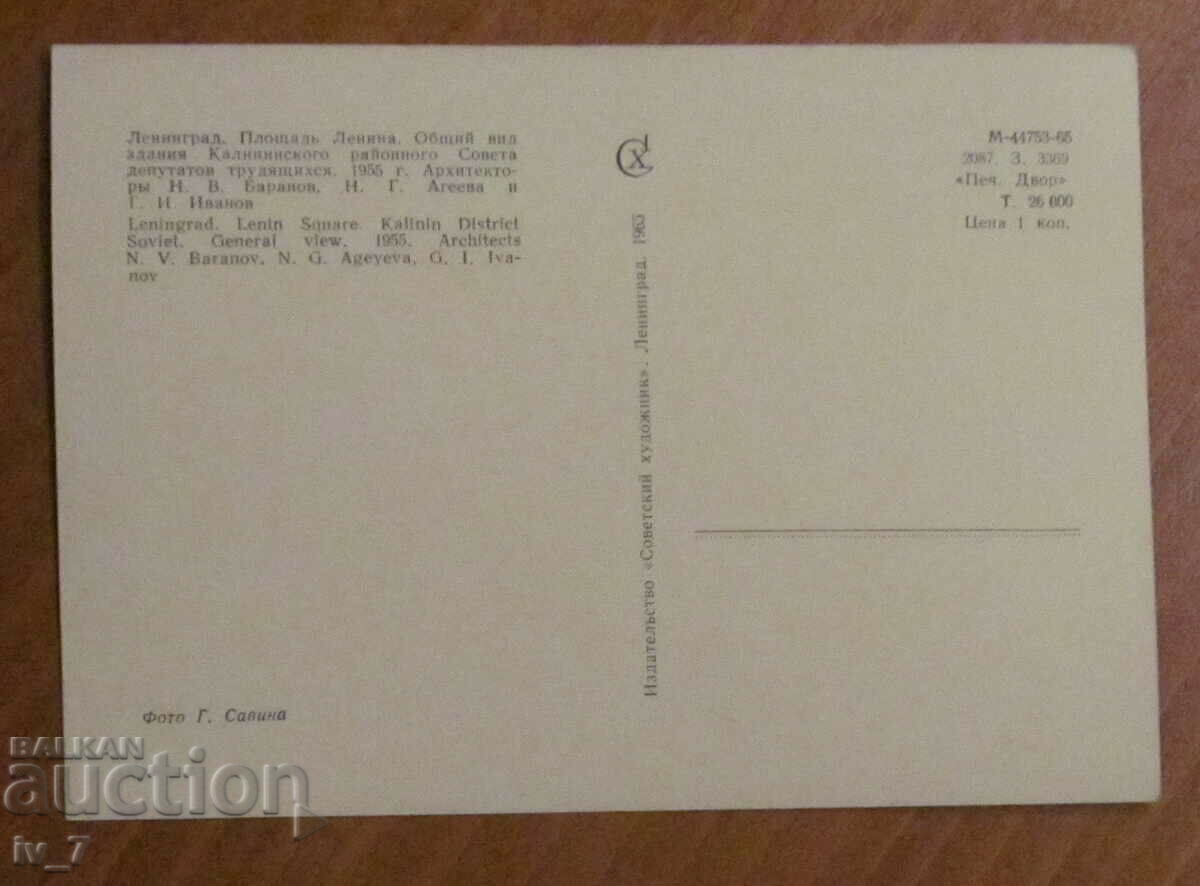 Ленинград. Площадь Ленина. Общий вид
здания Калининского районного Совета
депутатов трудящихся. 1955 г. Архитекто-
ры Н. В. Баранов, Н. Г. Агеева и
Г. И. Иванов
Leningrad. Lenin Square. Kalinin District
Soviet. General view. 1955. Architects
N. V. Baranov, N. G. Ageyeva, G. I. Iva-
nov
Фото Г. Савина
СХ
Издательство «Советский художник». Ленинград. 1965
М-44753-65
2087. З. 3369
«Печ. Двор»
Т. 26 000
Цена 1 коп.
BALKAN
auction
iv_7